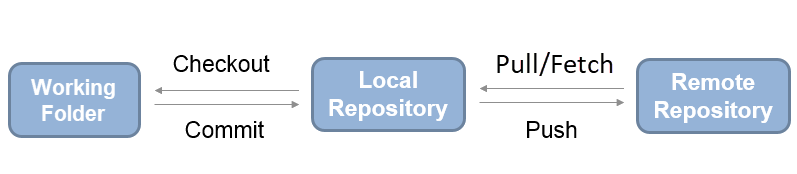 Working
Folder
Checkout
Commit
Local
Repository
Pull/Fetch
Push
Remote
Repository